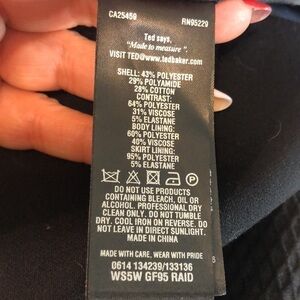 CA25459 RN95229
Ted says,
"Made to measure".
VISIT TED@www.tedbaker.com
SHELL: 43% POLYESTER
29% POLYAMIDE
28% COTTON
CONTRAST:
64% POLYESTER
31% VISCOSE
5% ELASTANE
BODY LINING:
60% POLYESTER
40% VISCOSE
SKIRT LINING:
95% POLYESTER
5% ELASTANE
DO NOT USE PRODUCTS
CONTAINING BLEACH, OIL OR
ALCOHOL. PROFESSIONAL DRY
CLEAN ONLY. DO NOT TUMBLE
DRY. COOL IRON ON REVERSE. DO
NOT LEAVE IN DIRECT SUNLIGHT.
MADE IN CHINA
MADE WITH CARE, WEAR WITH PRIDE
0614 134239/133136
WS5W GF95 RAID